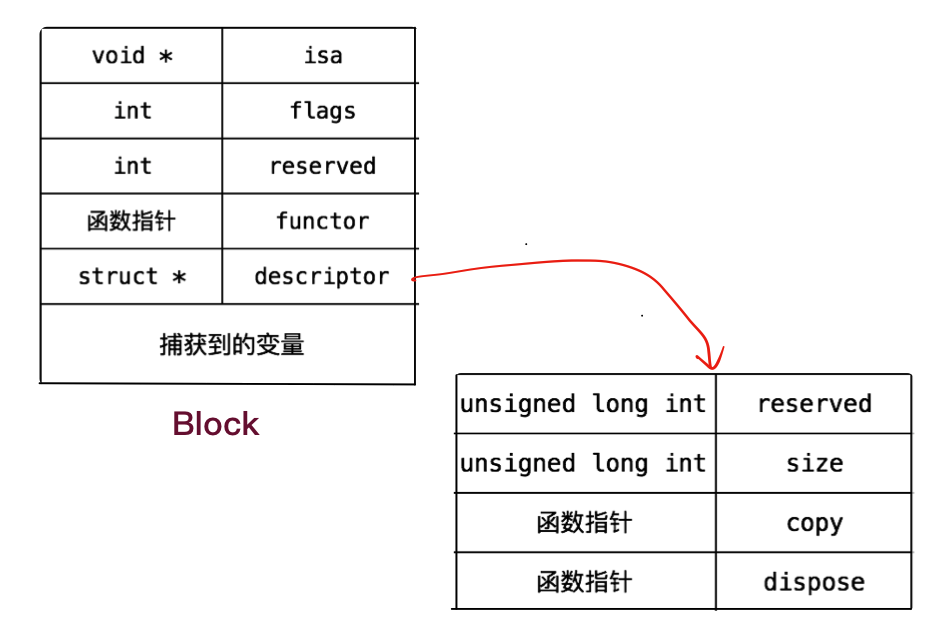 void * isa
int flags
int reserved
函数指针 functor
struct * descriptor
捕获到的变量
Block
unsigned long int reserved
unsigned long int size
函数指针 copy
函数指针 dispose